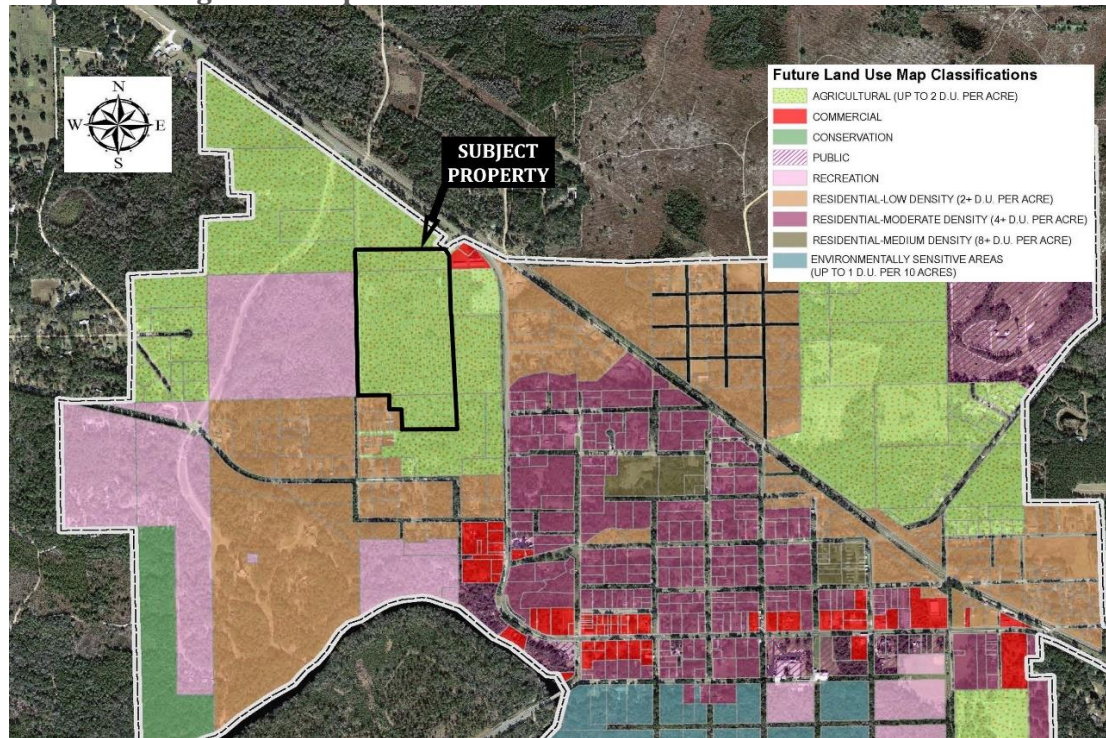 N
W E
S
SUBJECT
PROPERTY
Future Land Use Map Classifications
AGRICULTURAL (UP TO 2 D.U. PER ACRE)
COMMERCIAL
CONSERVATION
PUBLIC
RECREATION
RESIDENTIAL-LOW DENSITY (2+ D.U. PER ACRE)
RESIDENTIAL-MODERATE DENSITY (4+ D.U. PER ACRE)
RESIDENTIAL-MEDIUM DENSITY (8+ D.U. PER ACRE)
ENVIRONMENTALLY SENSITIVE AREAS
(UP TO 1 D.U. PER 10 ACRES)